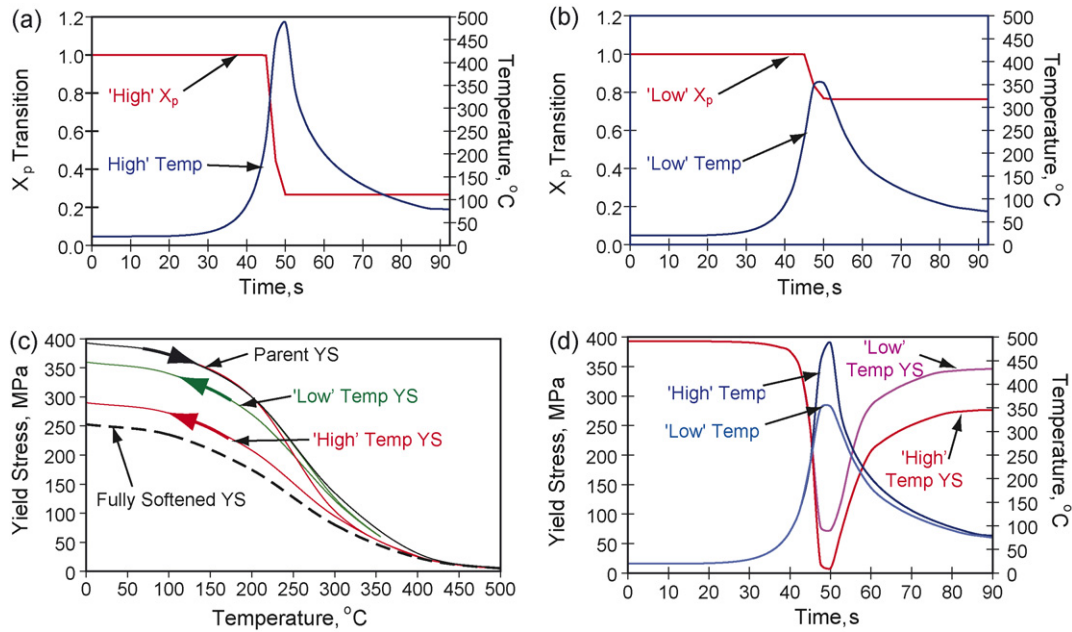 (a)
1.2
1.0
0.8
0.6
0.4
0.2
0.0
X_p Transition
'High' X_p
High' Temp
500
450
400
350
300
250
200
150
100
50
0
Temperature, °C
0 10 20 30 40 50 60 70 80 90
Time, s
(b)
1.2
1.0
0.8
0.6
0.4
0.2
0.0
X_p Transition
'Low' X_p
'Low' Temp
500
450
400
350
300
250
200
150
100
50
0
Temperature, °C
0 10 20 30 40 50 60 70 80 90
Time, s
(c)
400
350
300
250
200
150
100
50
0
Yield Stress, MPa
Parent YS
'Low' Temp YS
'High' Temp YS
Fully Softened YS
0 50 100 150 200 250 300 350 400 450 500
Temperature, °C
(d)
400
350
300
250
200
150
100
50
0
Yield Stress, MPa
'Low'
Temp YS
'High' Temp
'Low' Temp
'High'
Temp YS
500
450
400
350
300
250
200
150
100
50
0
Temperature, °C
0 10 20 30 40 50 60 70 80 90
Time, s